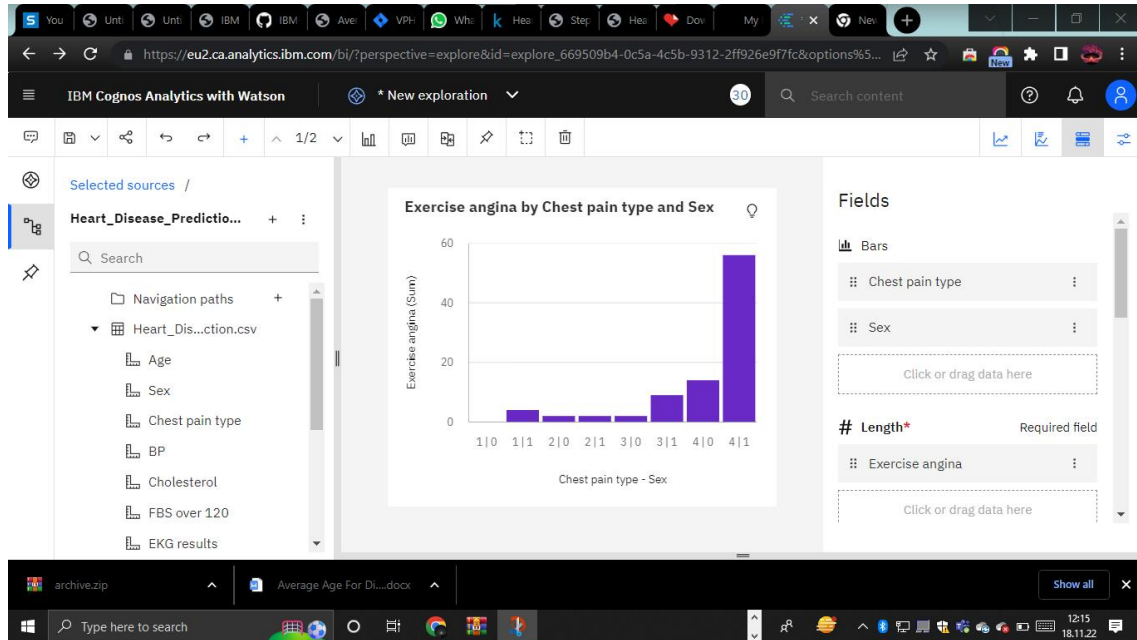 You
Unti
Unti
IBM
IBM
Aver
VPH
Wha
Hear
Step
Hea
Dov
My
New
https://eu2.ca.analytics.ibm.com/bi/?perspective=explore&id=explore_669509b4-0c5a-4c5b-9312-2ff926e9f7fc&options%5...
New
IBM Cognos Analytics with Watson
* New exploration
30
Search content
1/2
Selected sources /
Heart_Disease_Predictio...
Search
Navigation paths
Heart_Dis...ction.csv
Age
Sex
Chest pain type
BP
Cholesterol
FBS over 120
EKG results
Exercise angina by Chest pain type and Sex
60
40
20
0
Exercise angina (Sum)
1|0 1|1 2|0 2|1 3|0 3|1 4|0 4|1
Chest pain type - Sex
Fields
Bars
Chest pain type
Sex
Click or drag data here
# Length* Required field
Exercise angina
Click or drag data here
archive.zip
Average Age For Di....docx
Show all
Type here to search
12:15
18.11.22